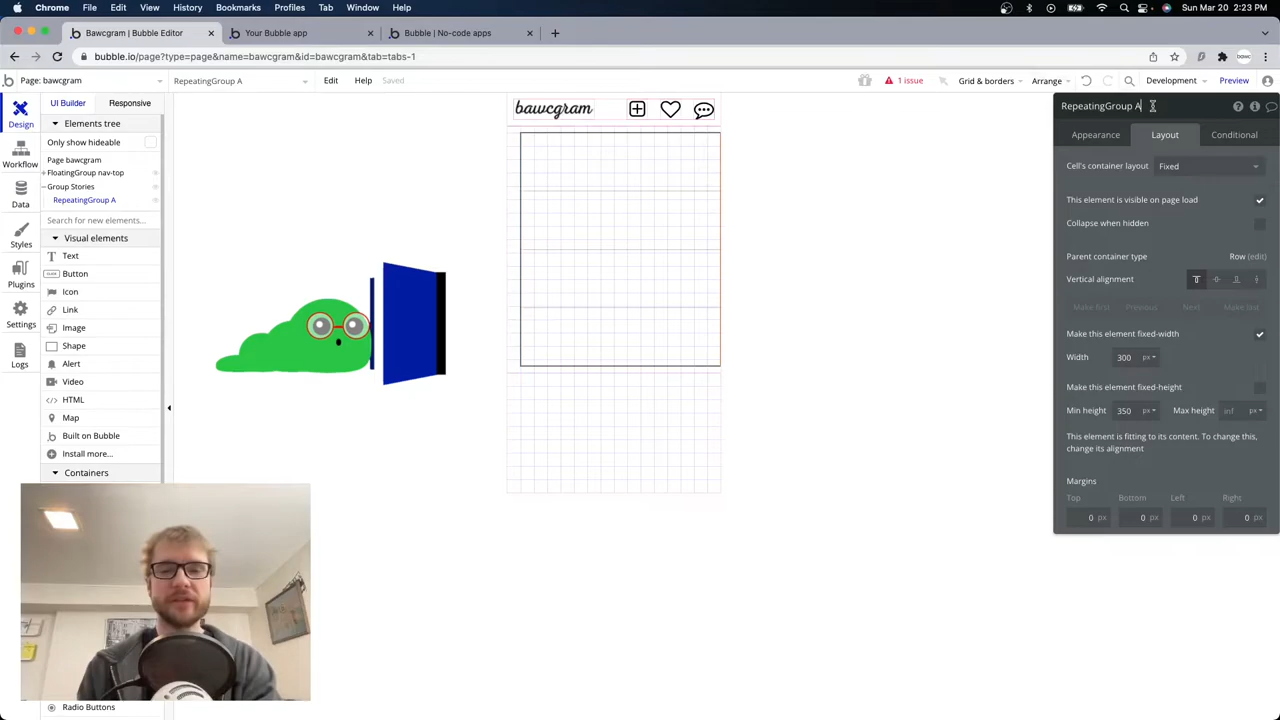 Chrome File Edit View History Bookmarks Profiles Tab Window Help Sun Mar 20 2:23 PM
Bawcgram | Bubble Editor Your Bubble app Bubble | No-code apps
bubble.io/page?type=page&name=bawcgram&id=bawcgram&tab=tabs-1
Page: bawcgram RepeatingGroup A Edit Help Saved 1 issue Grid & borders Arrange Development Preview
Design
Workflow
Data
Styles
Plugins
Settings
Logs
UI Builder Responsive
Elements tree
Only show hideable
Page bawcgram
FloatingGroup nav-top
Group Stories
RepeatingGroup A
Search for new elements...
Visual elements
Text
Button
CLICK
Icon
Link
Image
Shape
Alert
Video
HTML
Map
Built on Bubble
Install more...
Containers
Radio Buttons
bawcgram
RepeatingGroup A
Appearance Layout Conditional
Cell's container layout Fixed
This element is visible on page load
Collapse when hidden
Parent container type Row (edit)
Vertical alignment
Make first Previous Next Make last
Make this element fixed-width
Width 300 px
Make this element fixed-height
Min height 350 px Max height inf px
This element is fitting to its content. To change this,
change its alignment
Margins
Top Bottom Left Right
0 px 0 px 0 px 0 px